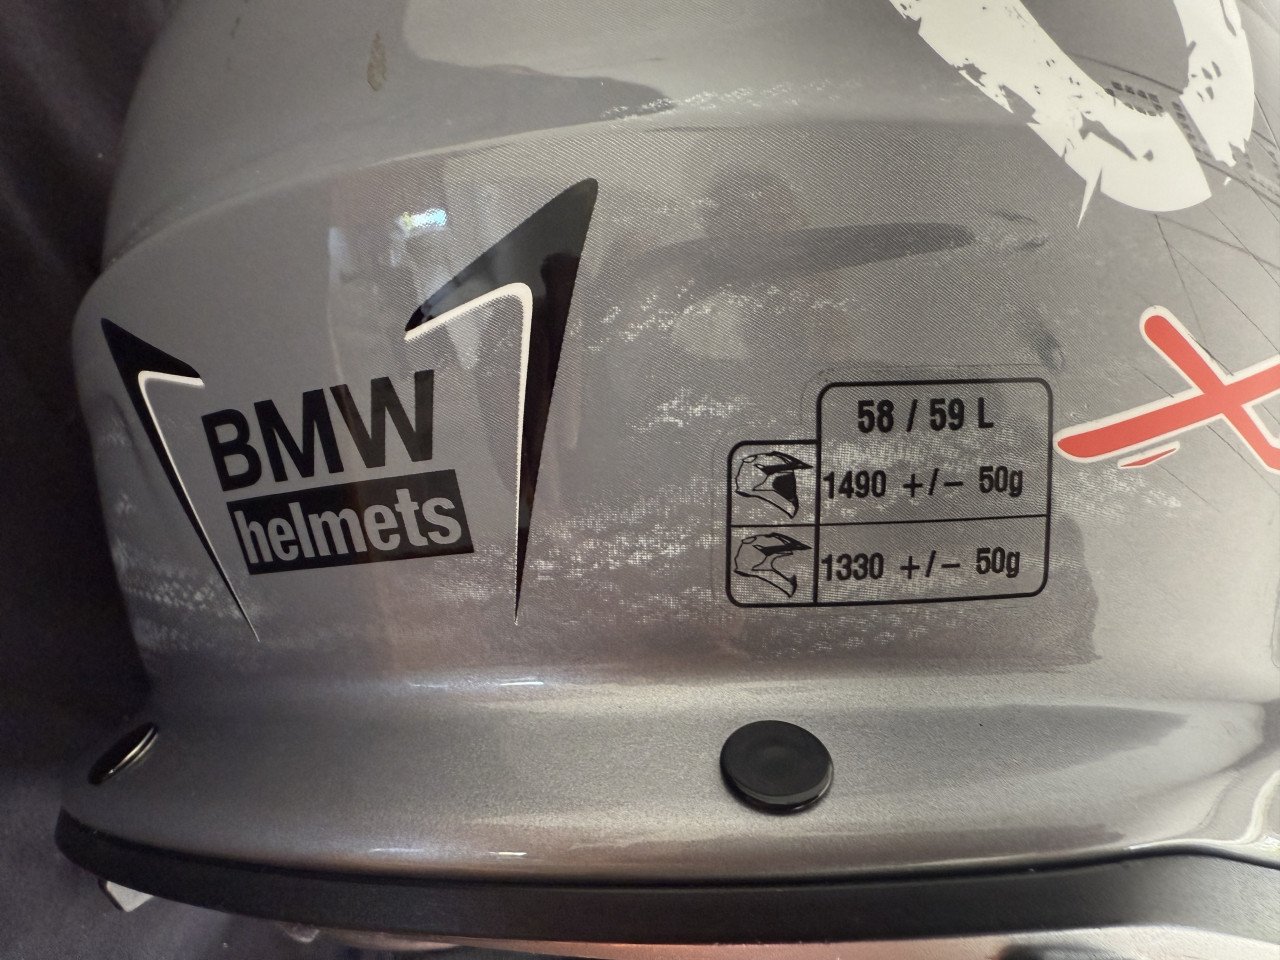 BMW
helmets
58 / 59 L
1490 +/- 50g
1330 +/- 50g